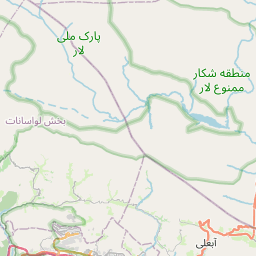 پارک ملی
لار
منطقه شکار
ممنوع لار
بخش لواسانات
آبعلی